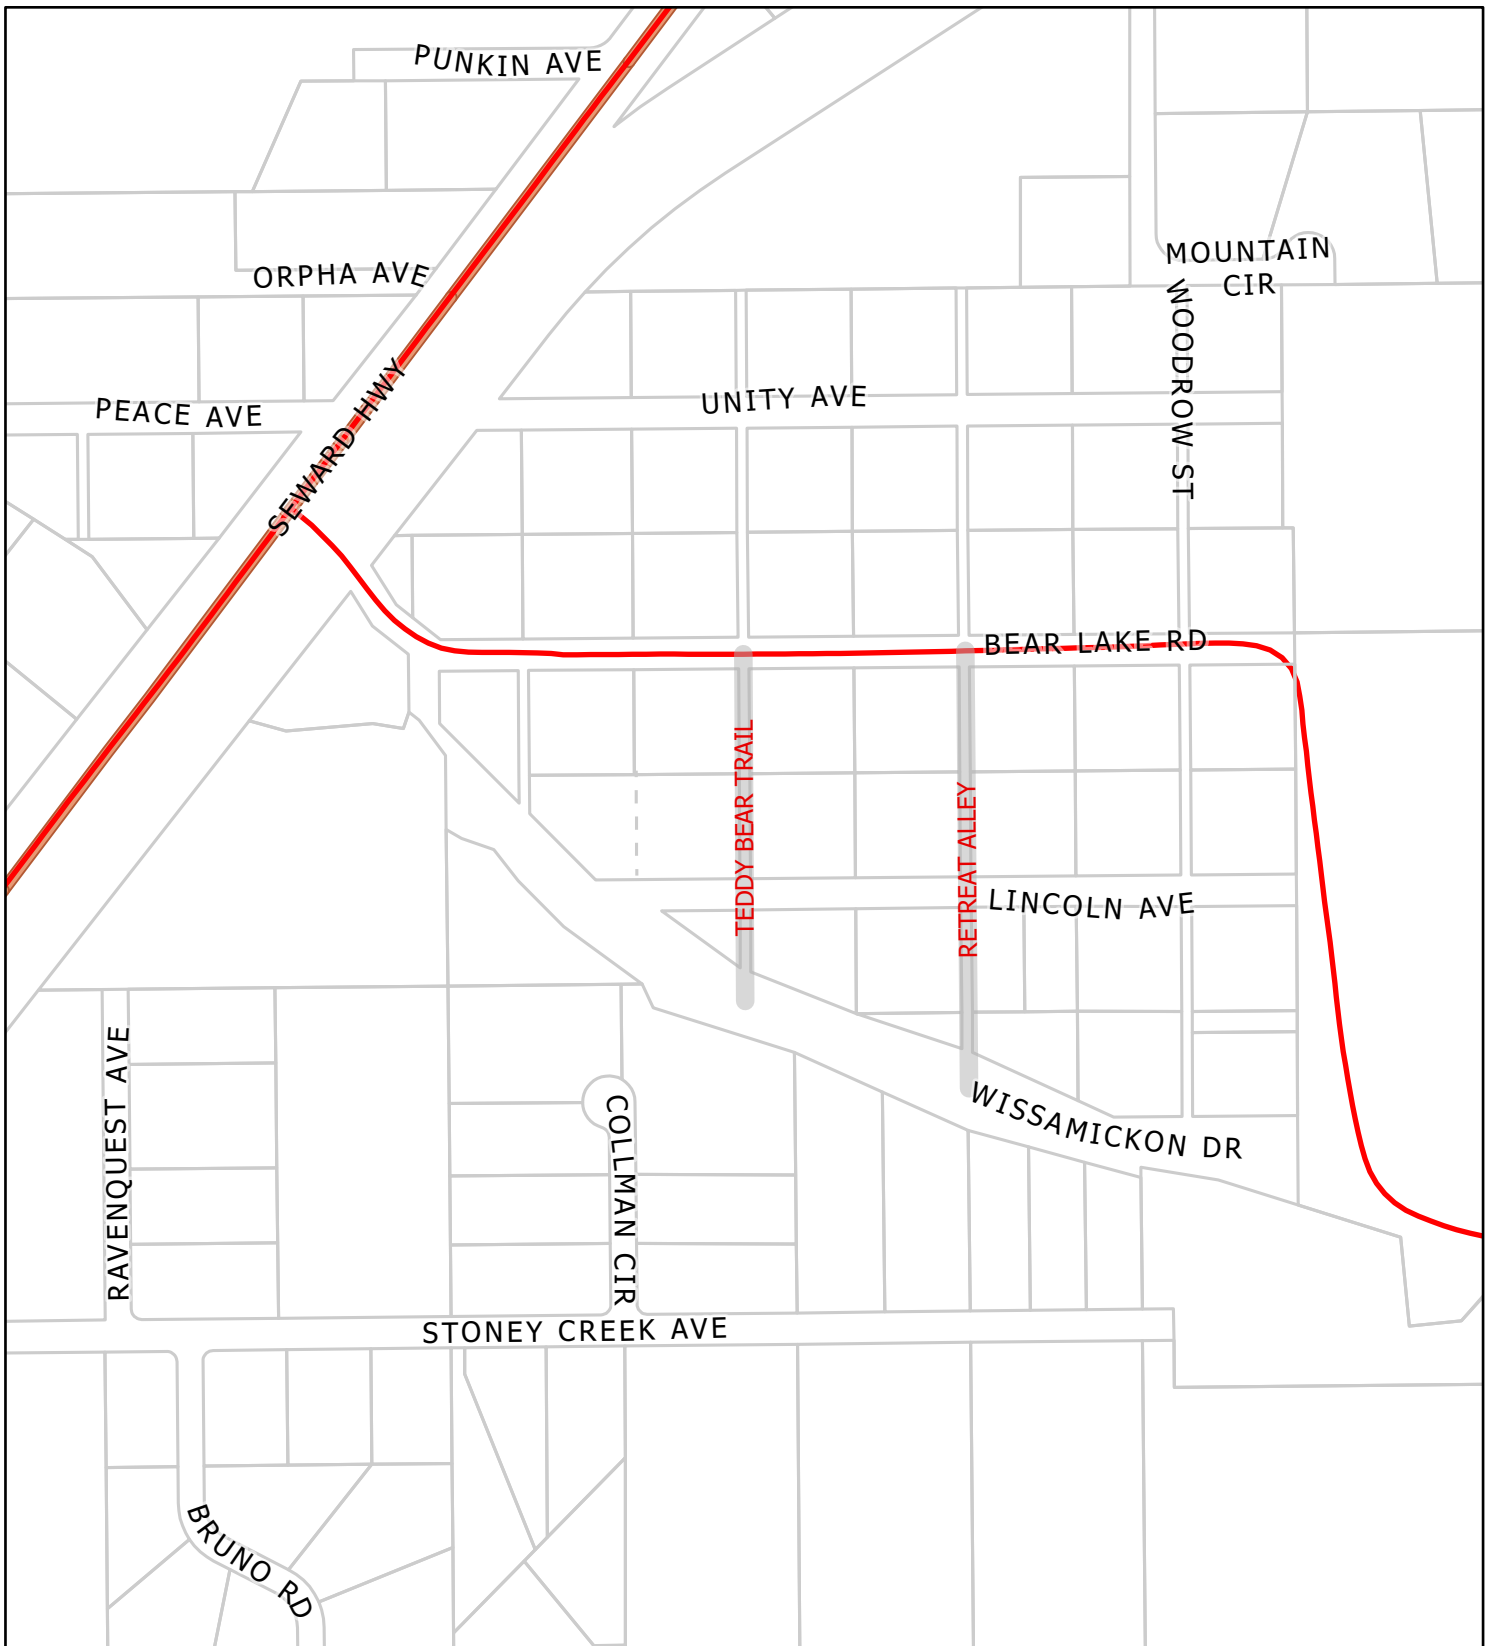 PUNKIN AVE
MOUNTAIN
CIR
ORPHA AVE
WOODROW ST
UNITY AVE
PEACE AVE
SEWARD HWY
BEAR LAKE RD
TEDDY BEAR TRAIL
RETREAT ALLEY
LINCOLN AVE
RAVENQUEST AVE
COLLMAN CIR
WISSAMICKON DR
STONEY CREEK AVE
BRUNO RD